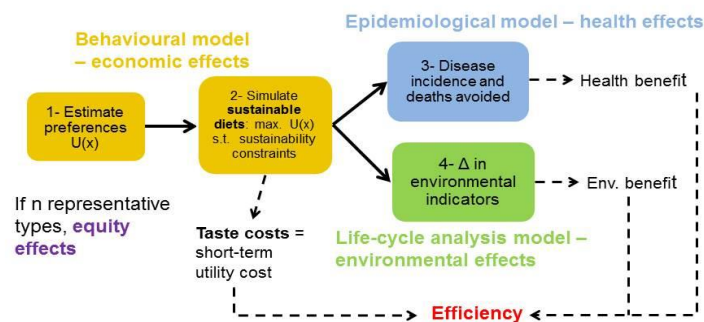 Behavioural model
– economic effects
Epidemiological model – health effects
1- Estimate
preferences
U(x)
2- Simulate
sustainable
diets: max. U(x)
s.t. sustainability
constraints
3- Disease
incidence and
deaths avoided
Health benefit
4- Δ in
environmental
indicators
Env. benefit
If n representative
types, equity
effects
Taste costs =
short-term
utility cost
Life-cycle analysis model –
environmental effects
Efficiency